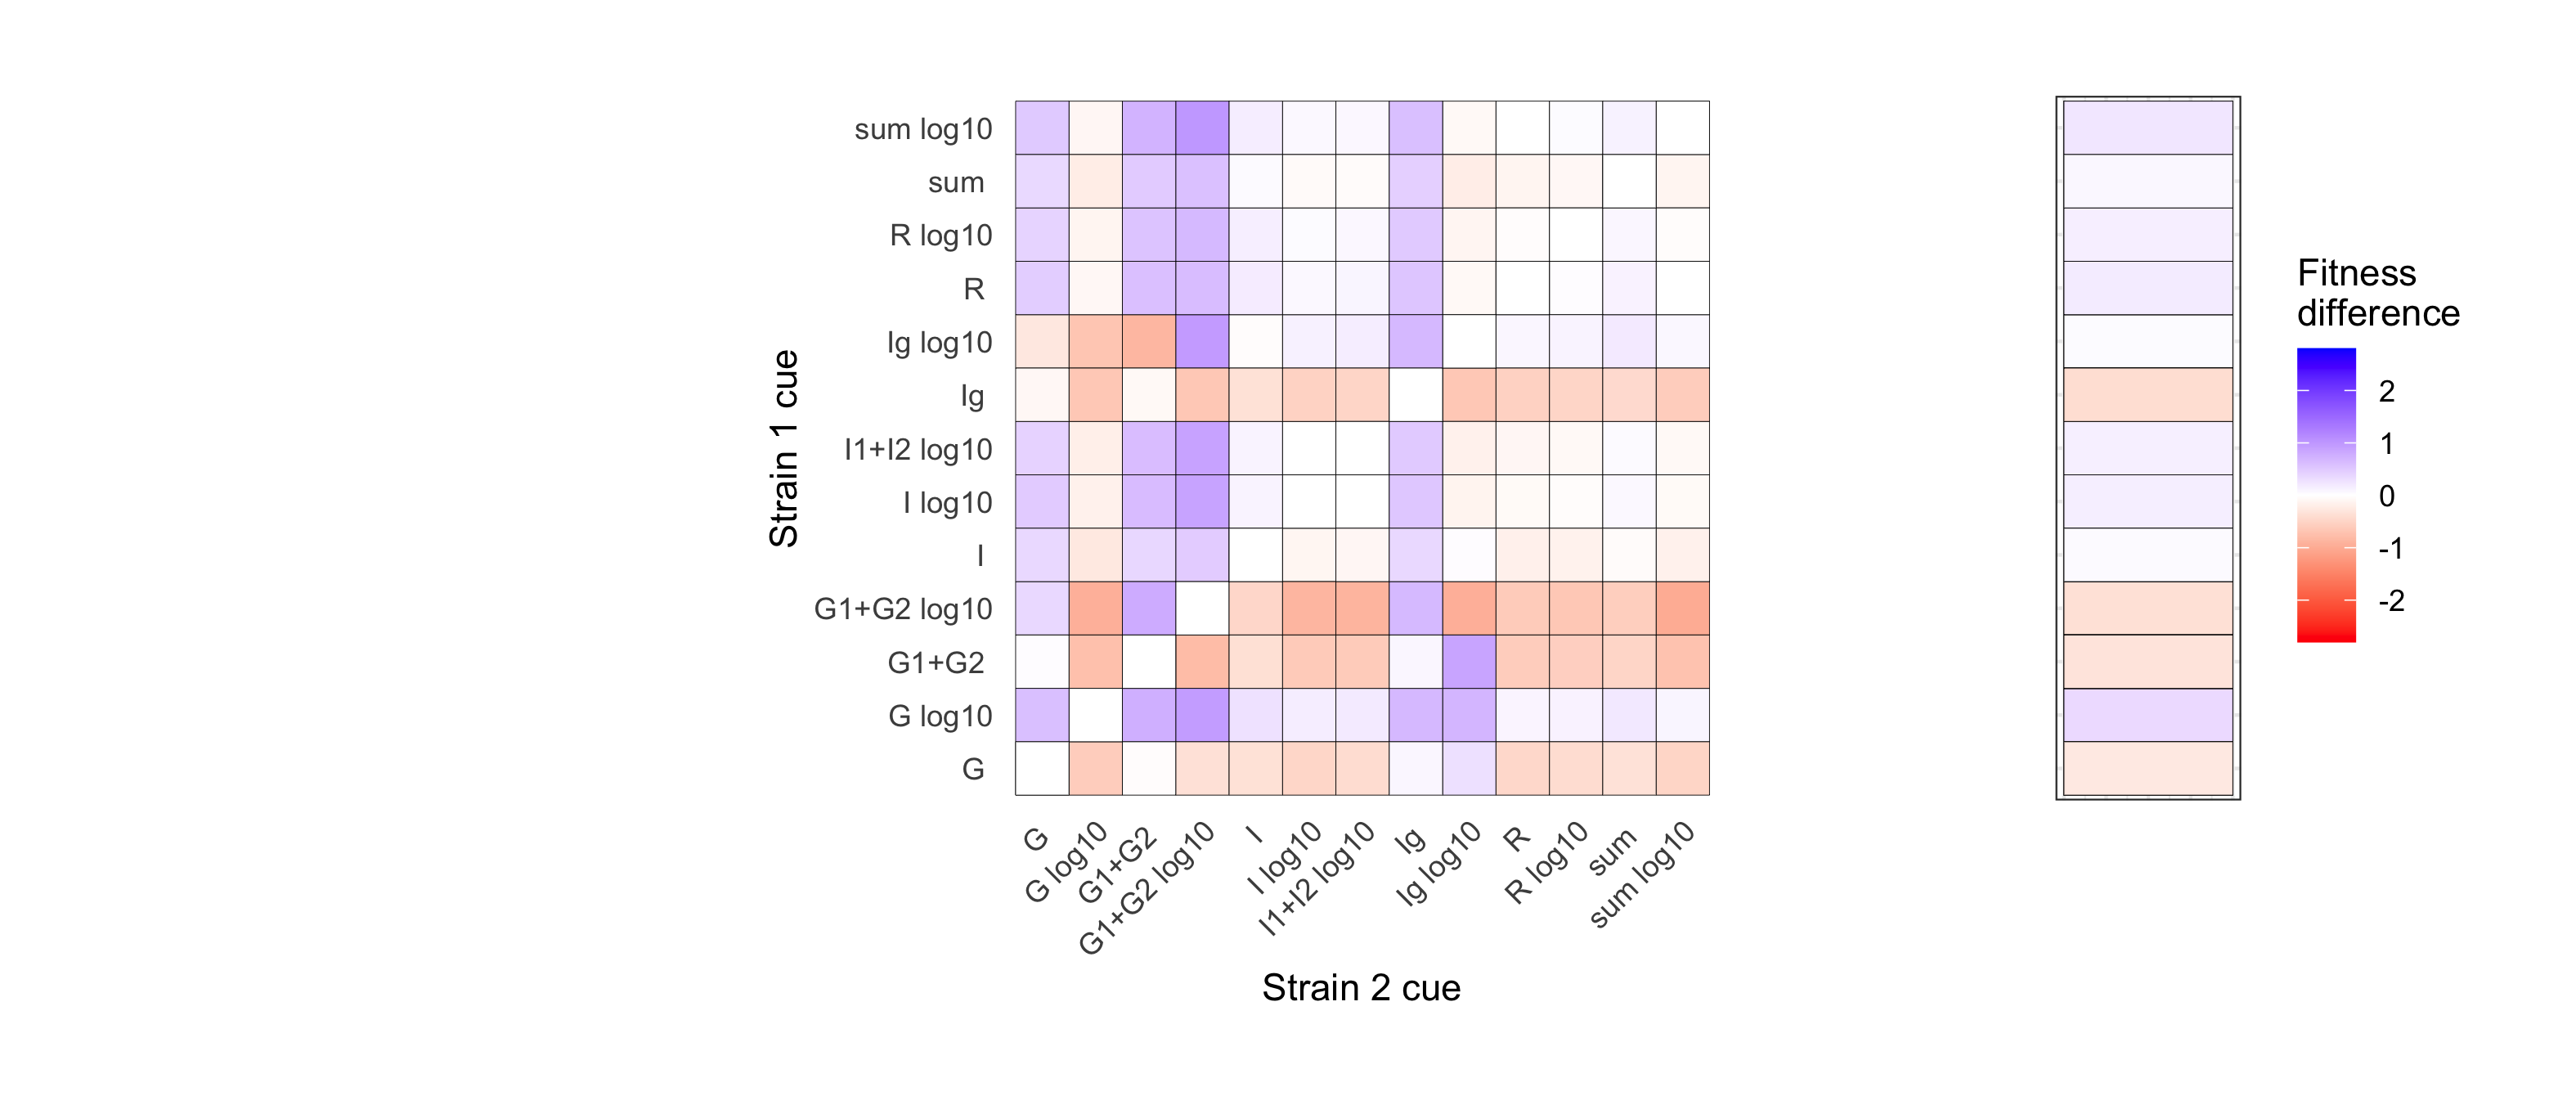 sum log10
sum
R log10
R
Ig log10
Ig
I1+I2 log10
I log10
I
G1+G2 log10
G1+G2
G log10
G
Strain 1 cue
G
G log10
G1+G2
G1+G2 log10
I
I log10
I1+I2 log10
Ig
Ig log10
R
R log10
sum
sum log10
Strain 2 cue
Fitness
difference
2
1
0
-1
-2